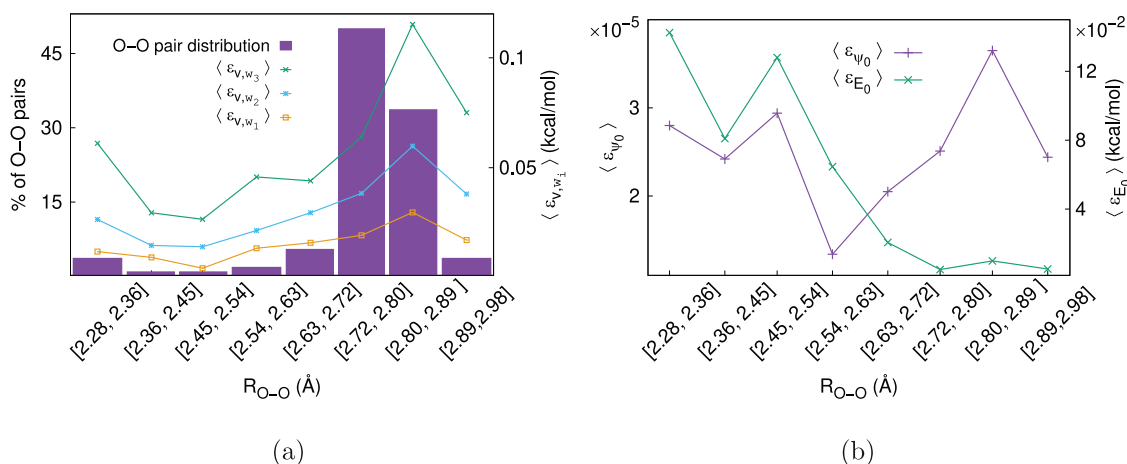 % of O–O pairs
45
30
15
O–O pair distribution
⟨ ε_{V,w_3} ⟩
⟨ ε_{V,w_2} ⟩
⟨ ε_{V,w_1} ⟩
0.1
0.05
⟨ ε_{V,w_i} ⟩ (kcal/mol)
[2.28, 2.36]
[2.36, 2.45]
[2.45, 2.54]
[2.54, 2.63]
[2.63, 2.72]
[2.72, 2.80]
[2.80, 2.89]
[2.89,2.98]
R_{O–O} (Å)
(a)
×10⁻⁵
3
2
⟨ ε_{ψ_0} ⟩
⟨ ε_{ψ_0} ⟩
⟨ ε_{E_0} ⟩
×10⁻²
12
8
4
⟨ ε_{E_0} ⟩ (kcal/mol)
[2.28, 2.36]
[2.36, 2.45]
[2.45, 2.54]
[2.54, 2.63]
[2.63, 2.72]
[2.72, 2.80]
[2.80, 2.89 ]
[2.89,2.98]
R_{O–O} (Å)
(b)